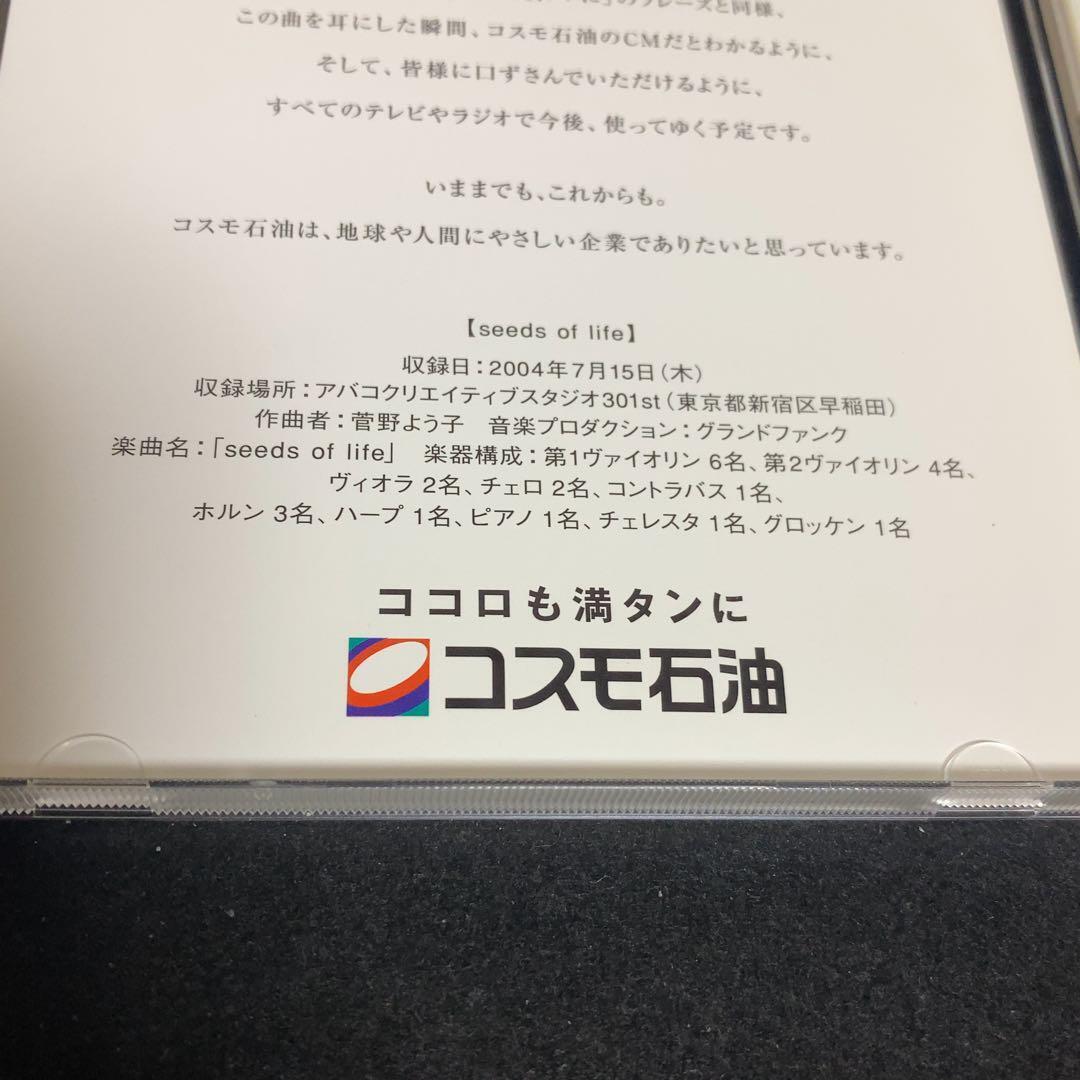 のフレーズと同様、
この曲を耳にした瞬間、コスモ石油のCMだとわかるように、
そして、皆様に口ずさんでいただけるように、
すべてのテレビやラジオで今後、使ってゆく予定です。
いままでも、これからも。
コスモ石油は、地球や人間にやさしい企業でありたいと思っています。
【seeds of life】
収録日：2004年7月15日（木）
収録場所：アバコクリエイティブスタジオ301st（東京都新宿区早稲田）
作曲者：菅野よう子　音楽プロダクション：グランドファンク
楽曲名：「seeds of life」　楽器構成：第1ヴァイオリン 6名、第2ヴァイオリン 4名、
ヴィオラ 2名、チェロ 2名、コントラバス 1名、
ホルン 3名、ハープ 1名、ピアノ 1名、チェレスタ 1名、グロッケン 1名
ココロも満タンに
コスモ石油